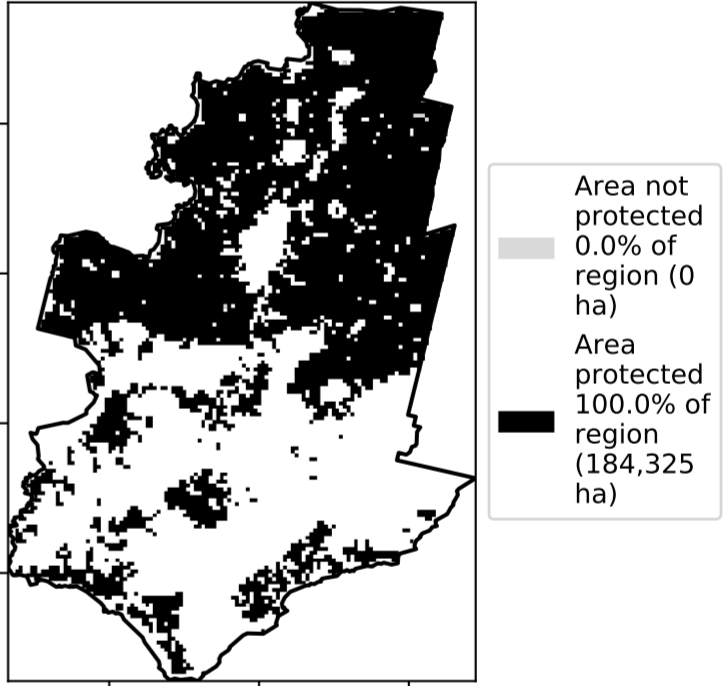 Area not
protected
0.0% of
region (0
ha)
Area
protected
100.0% of
region
(184,325
ha)